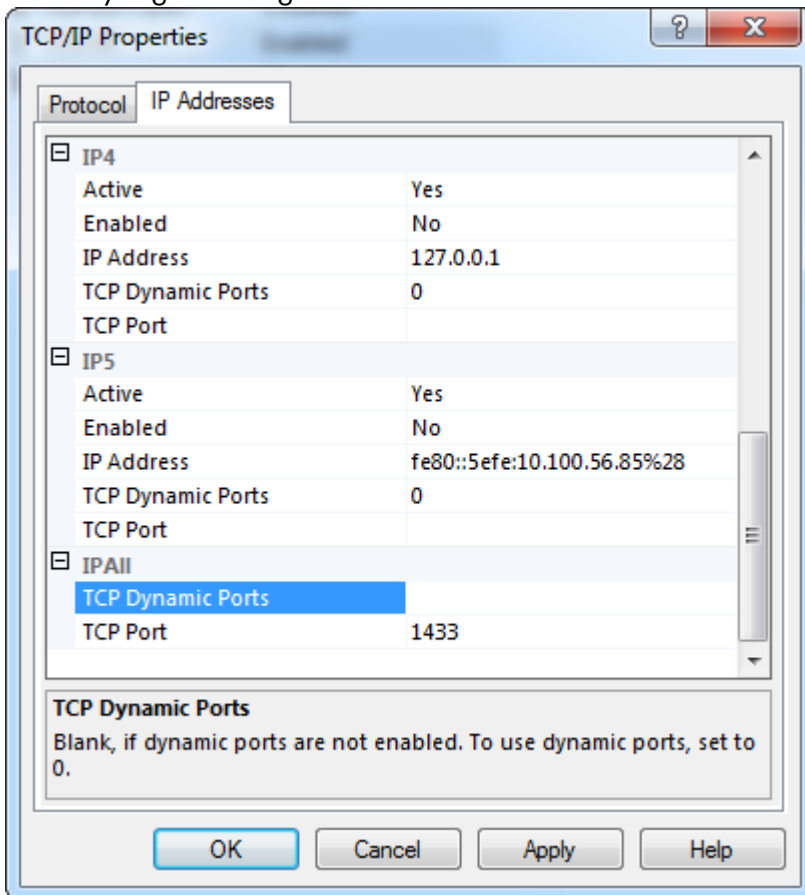 TCP/IP Properties
Enabled
Protocol IP Addresses
IP4
Active Yes
Enabled No
IP Address 127.0.0.1
TCP Dynamic Ports 0
TCP Port
IP5
Active Yes
Enabled No
IP Address fe80::5efe:10.100.56.85%28
TCP Dynamic Ports 0
TCP Port
IPAll
TCP Dynamic Ports
TCP Port 1433
TCP Dynamic Ports
Blank, if dynamic ports are not enabled. To use dynamic ports, set to
0.
OK Cancel Apply Help